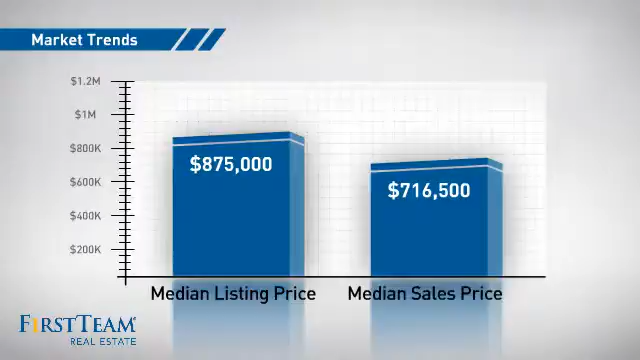 Market Trends
$1.2M
$1M
$800K
$600K
$400K
$200K
$875,000
$716,500
Median Listing Price
Median Sales Price
FIRSTTEAM®
REAL ESTATE